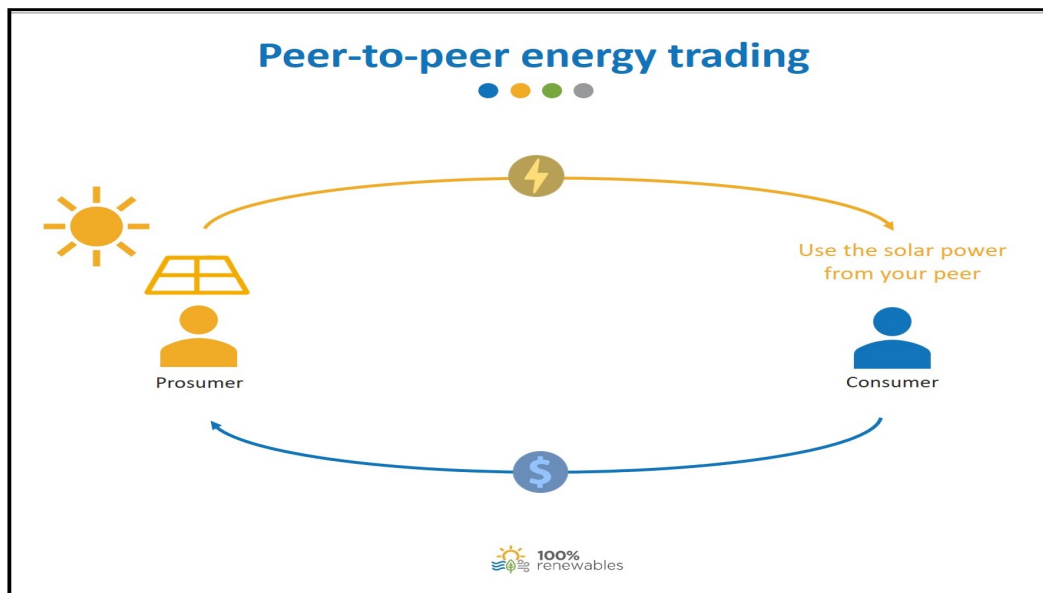 Peer-to-peer energy trading
Use the solar power
from your peer
Prosumer
Consumer
$
100%
renewables